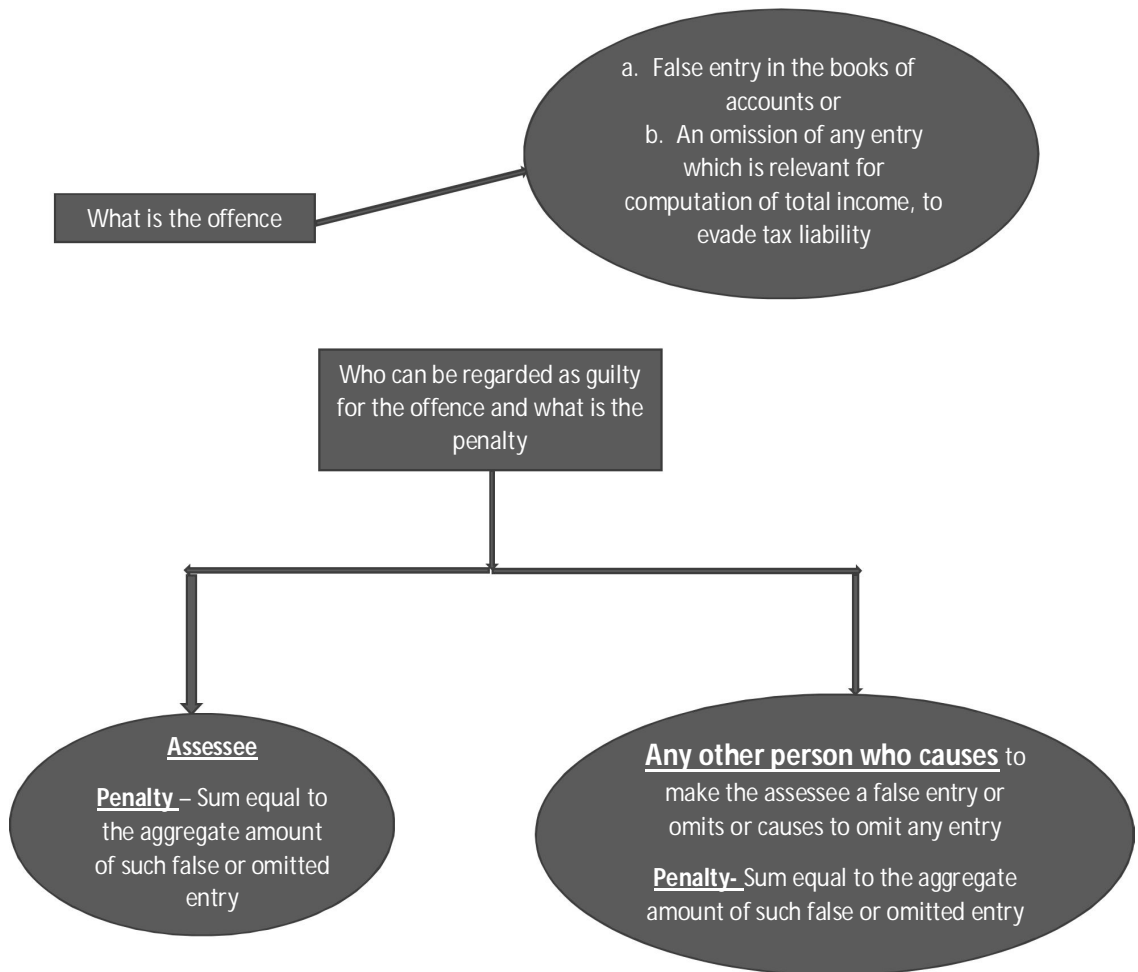 a. False entry in the books of
accounts or
b. An omission of any entry
which is relevant for
computation of total income, to
evade tax liability
What is the offence
Who can be regarded as guilty
for the offence and what is the
penalty
Assessee
Penalty – Sum equal to
the aggregate amount
of such false or omitted
entry
Any other person who causes to
make the assessee a false entry or
omits or causes to omit any entry
Penalty- Sum equal to the aggregate
amount of such false or omitted entry